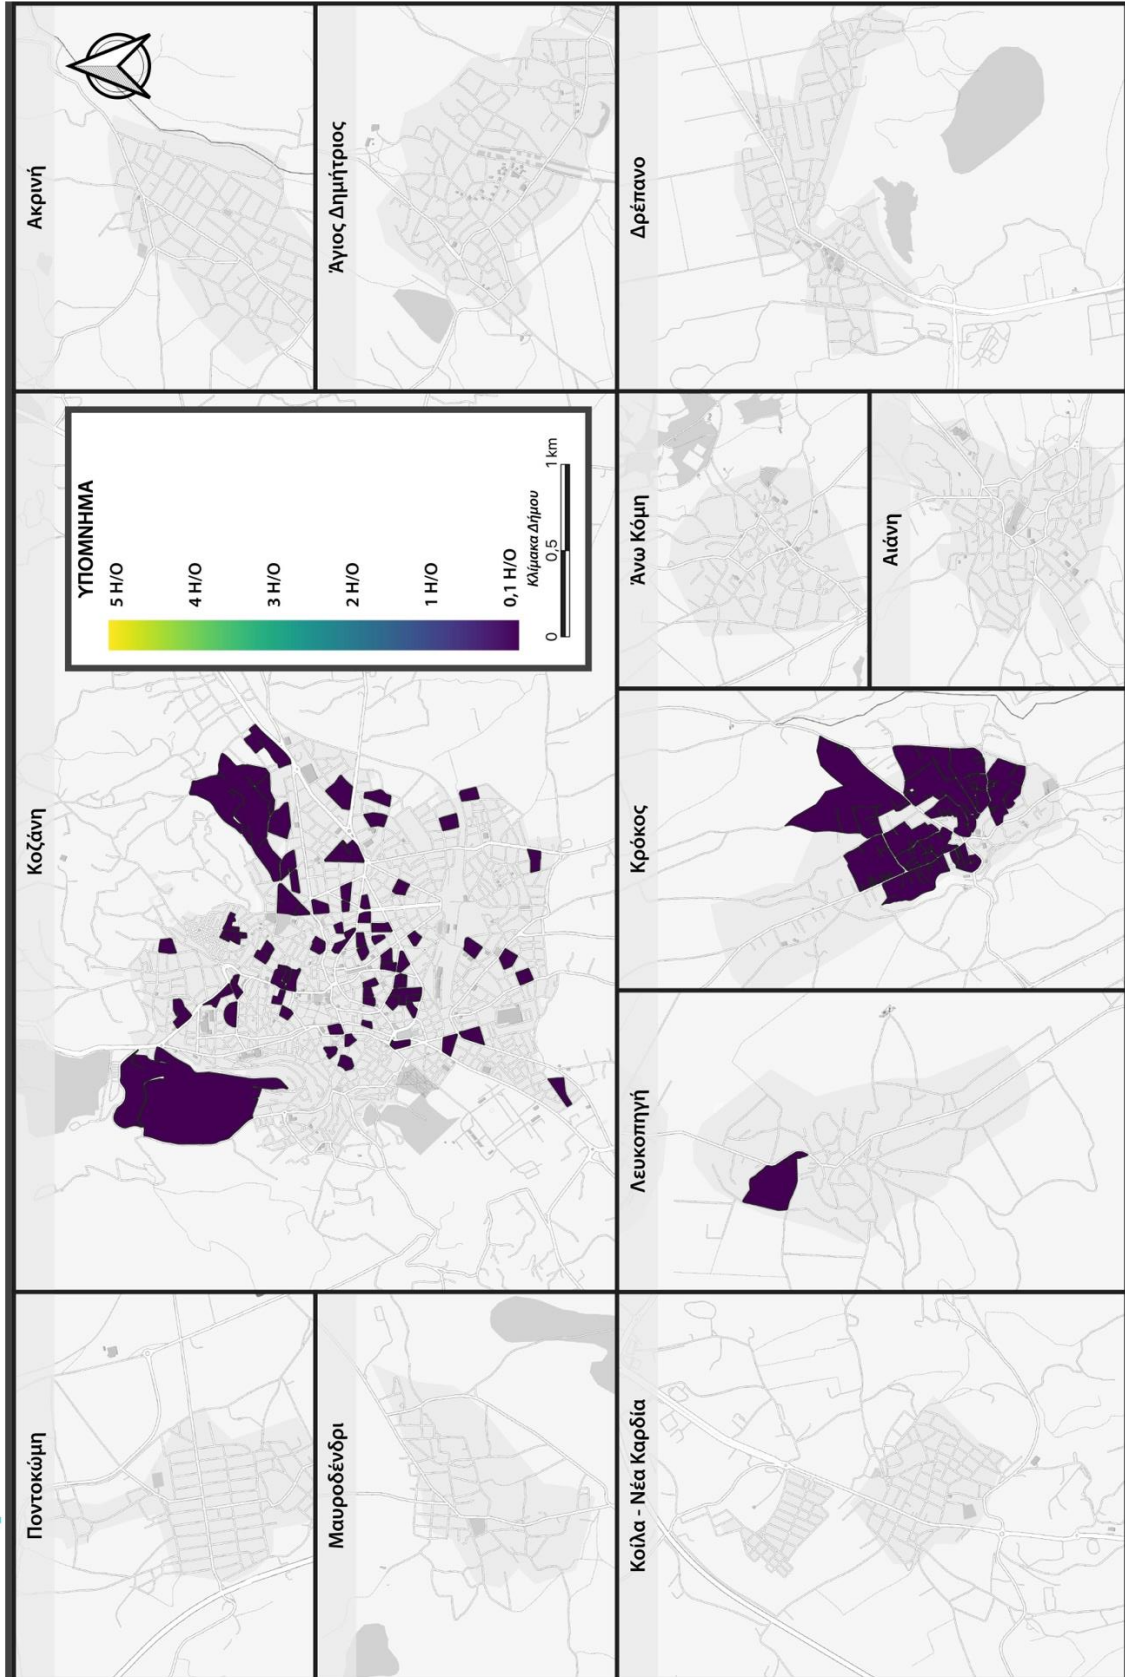 Ποντοκώμη
Κοζάνη
Ακρινή
ΥΠΟΜΝΗΜΑ
5 Η/Ο
4 Η/Ο
3 Η/Ο
2 Η/Ο
1 Η/Ο
0,1 Η/Ο
Κλίμακα Δήμου
0 0,5 1 km
Μαυροδένδρι
Άγιος Δημήτριος
Κοίλα - Νέα Καρδία
Λευκοπηγή
Κρόκος
Άνω Κόμη
Δρέπανο
Αιάνη